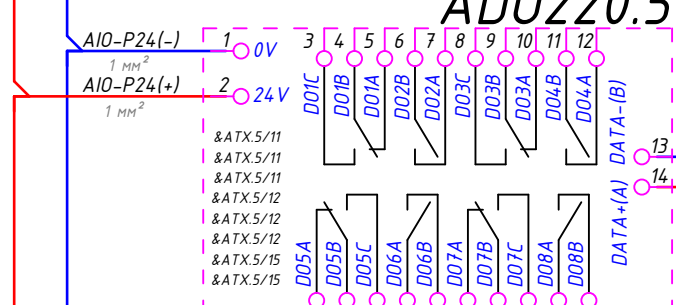 ADU220.5
AIO-P24(-)
1 мм²
1
0V
AIO-P24(+)
1 мм²
2
24V
3 4 5 6 7 8 9 10 11 12
DO1C DO1B DO1A DO2B DO2A DO3C DO3B DO3A DO4B DO4A
DATA-(B)
13
DATA+(A)
14
&ATX.5/11
&ATX.5/11
&ATX.5/11
&ATX.5/12
&ATX.5/12
&ATX.5/12
&ATX.5/15
&ATX.5/15
DO5A DO5B DO5C DO6A DO6B DO7A DO7B DO7C DO8A DO8B